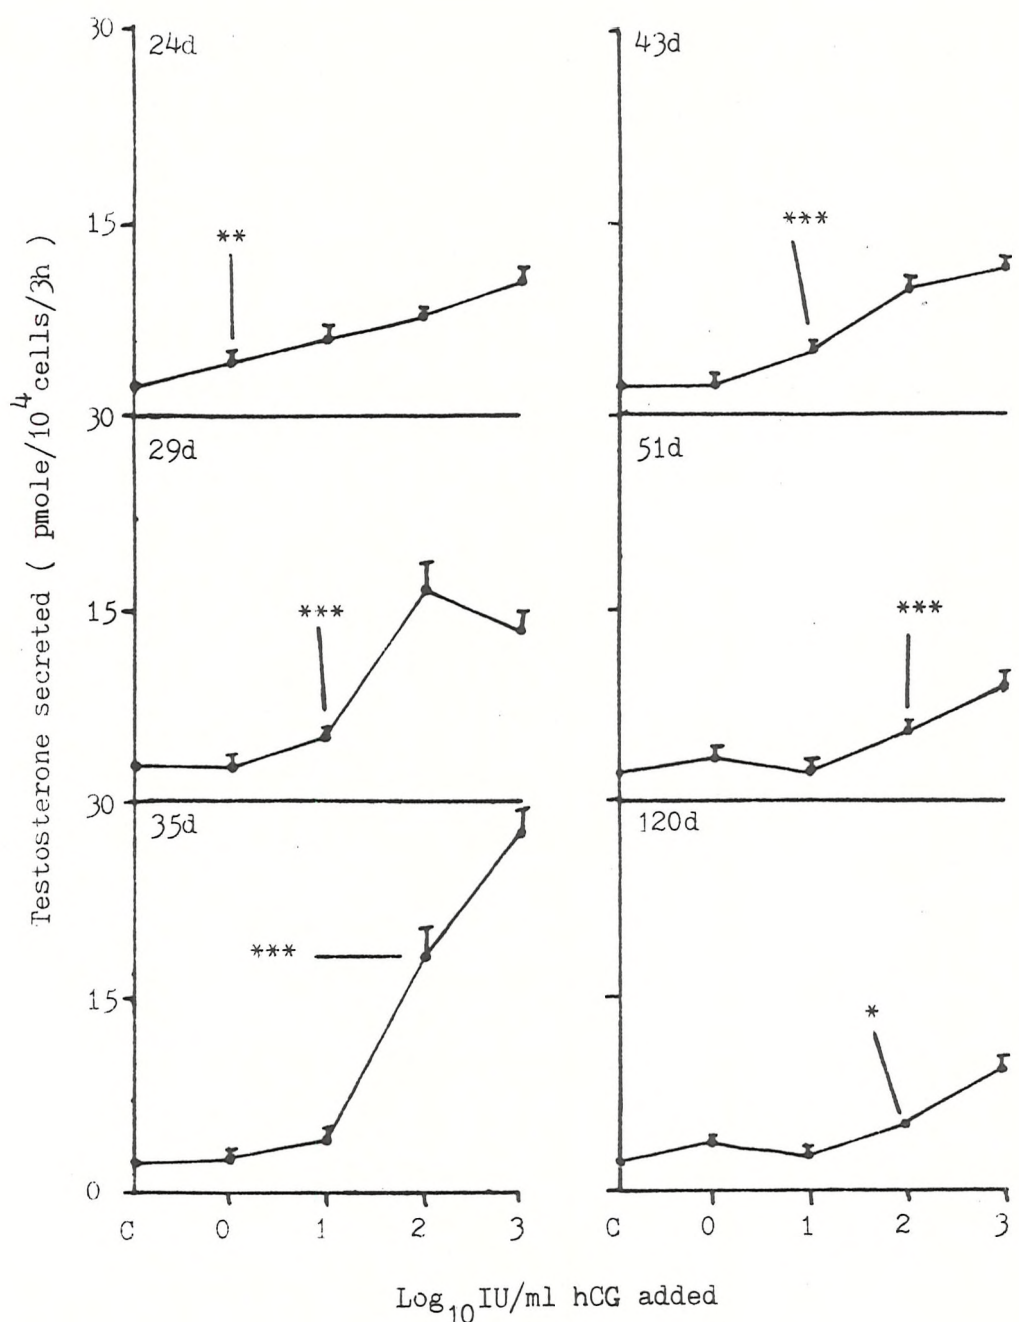 Testosterone secreted ( pmole/10⁴cells/3h )
30
24d
15
**
30
29d
15
***
30
35d
***
15
0
C 0 1 2 3
43d
***
51d
***
120d
*
C 0 1 2 3
Log₁₀IU/ml hCG added